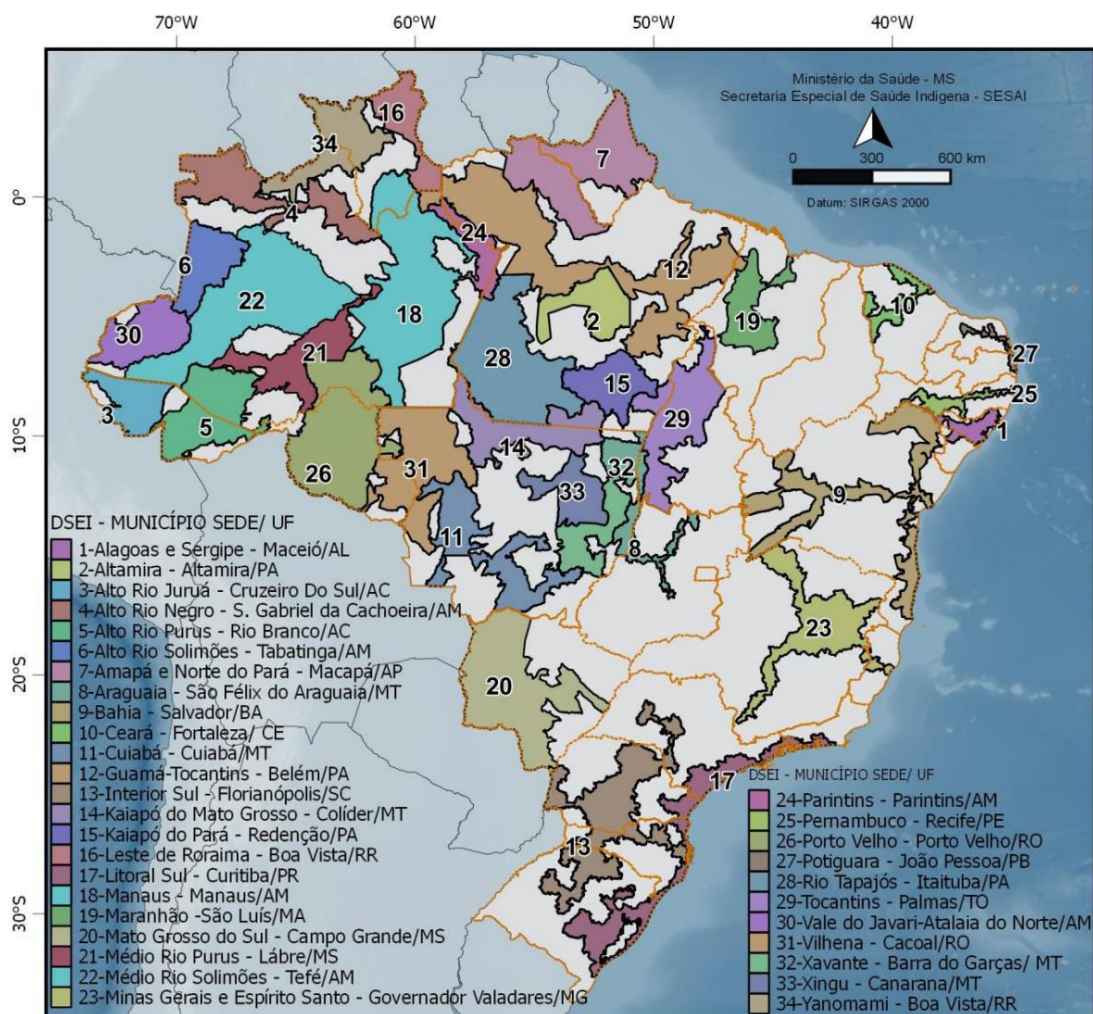 70°W 60°W 50°W 40°W
Ministério da Saúde - MS
Secretaria Especial de Saúde Indígena - SESAI
0 300 600 km
Datum: SIRGAS 2000
0°
10°S
20°S
30°S
16
34
7
4
24
6
12
22
18
2
19
10
30
28
21
27
15
25
3
29
5
1
14
32
31
26
33
9
11
8
23
20
17
13
DSEI - MUNICÍPIO SEDE/ UF
1-Alagoas e Sergipe - Maceió/AL
2-Altamira - Altamira/PA
3-Alto Rio Juruá - Cruzeiro Do Sul/AC
4-Alto Rio Negro - S. Gabriel da Cachoeira/AM
5-Alto Rio Purus - Rio Branco/AC
6-Alto Rio Solimões - Tabatinga/AM
7-Amapá e Norte do Pará - Macapá/AP
8-Araguaia - São Félix do Araguaia/MT
9-Bahia - Salvador/BA
10-Ceará - Fortaleza/ CE
11-Cuiabá - Cuiabá/MT
12-Guamá-Tocantins - Belém/PA
13-Interior Sul - Florianópolis/SC
14-Kaiapó do Mato Grosso - Colíder/MT
15-Kaiapó do Pará - Redenção/PA
16-Leste de Roraima - Boa Vista/RR
17-Litoral Sul - Curitiba/PR
18-Manaus - Manaus/AM
19-Maranhão -São Luís/MA
20-Mato Grosso do Sul - Campo Grande/MS
21-Médio Rio Purus - Lábre/MS
22-Médio Rio Solimões - Tefé/AM
23-Minas Gerais e Espírito Santo - Governador Valadares/MG
DSEI - MUNICÍPIO SEDE/ UF
24-Parintins - Parintins/AM
25-Pernambuco - Recife/PE
26-Porto Velho - Porto Velho/RO
27-Potiguara - João Pessoa/PB
28-Rio Tapajós - Itaituba/PA
29-Tocantins - Palmas/TO
30-Vale do Javari-Atalaia do Norte/AM
31-Vilhena - Cacoal/RO
32-Xavante - Barra do Garças/ MT
33-Xingu - Canarana/MT
34-Yanomami - Boa Vista/RR